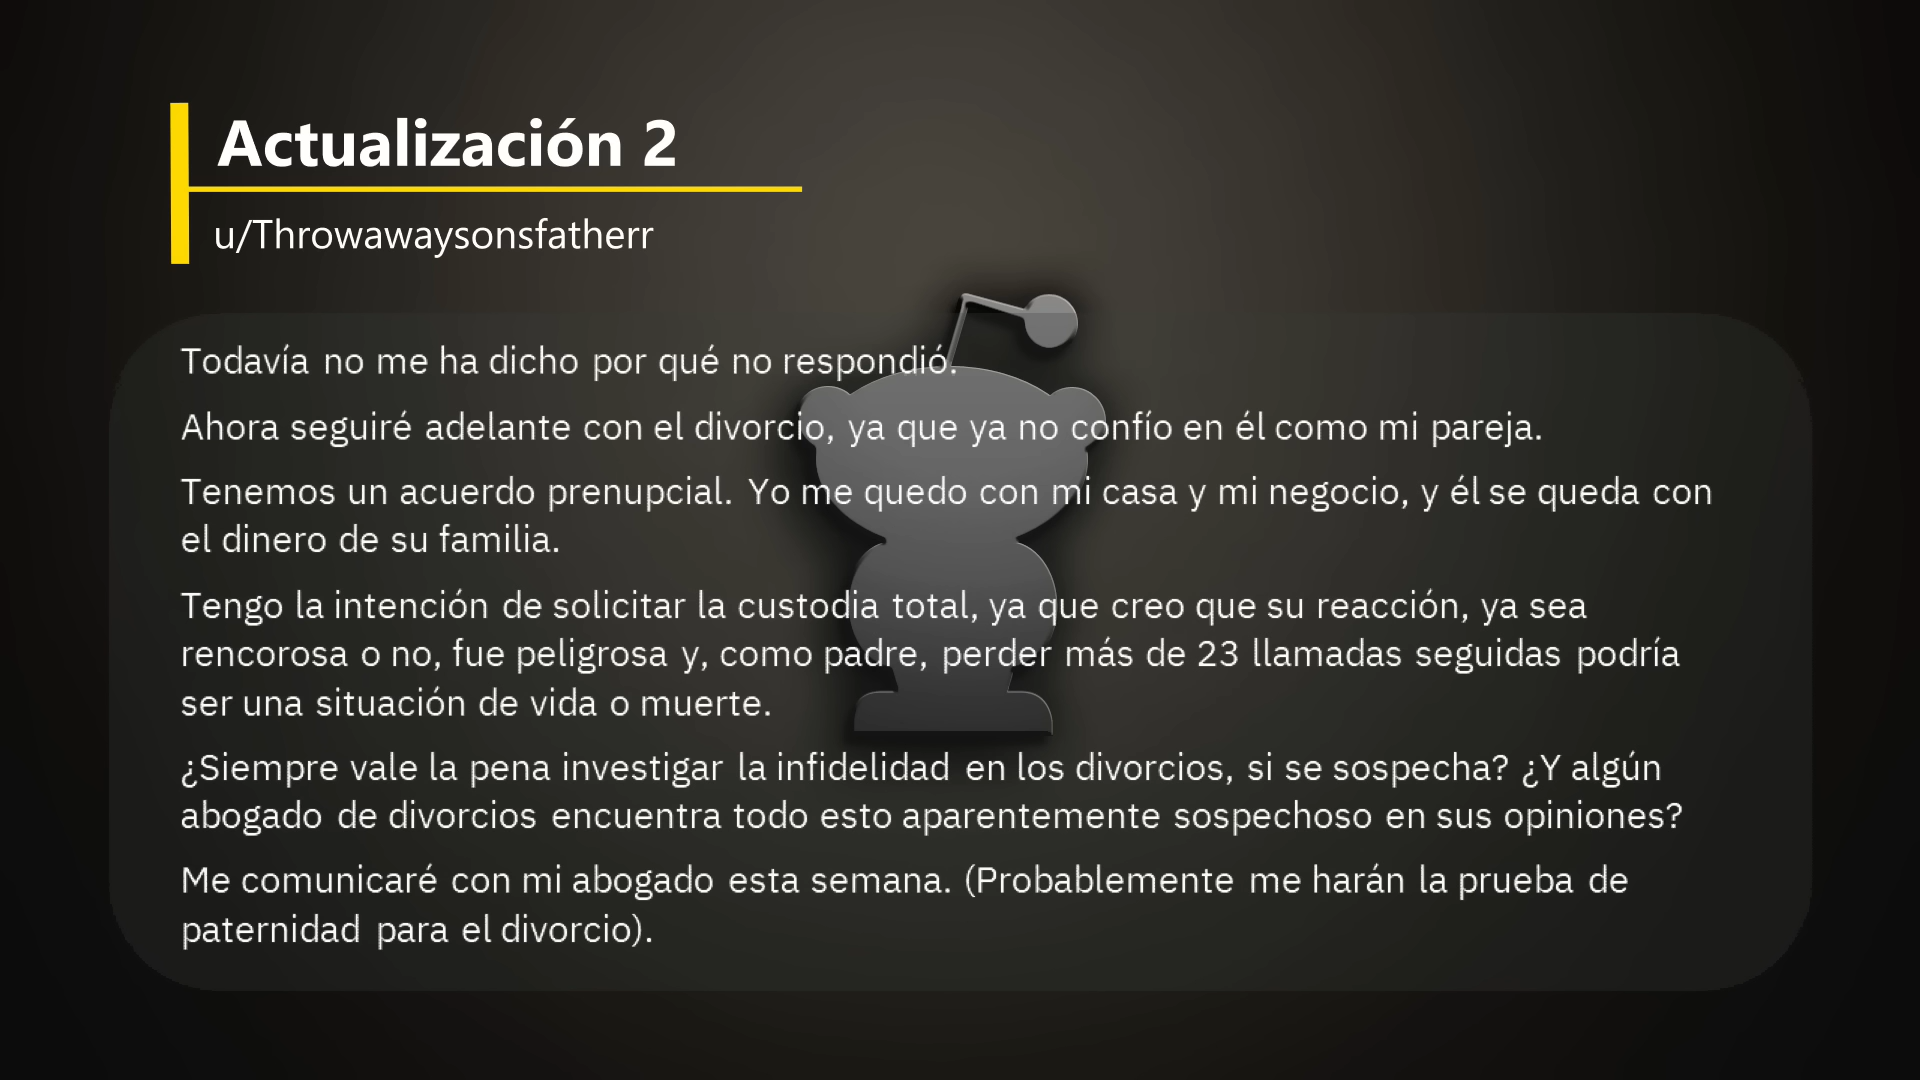 Actualización 2
u/Throwawaysonsfatherr
Todavía no me ha dicho por qué no respondió.
Ahora seguiré adelante con el divorcio, ya que ya no confío en él como mi pareja.
Tenemos un acuerdo prenupcial. Yo me quedo con mi casa y mi negocio, y él se queda con
el dinero de su familia.
Tengo la intención de solicitar la custodia total, ya que creo que su reacción, ya sea
rencorosa o no, fue peligrosa y, como padre, perder más de 23 llamadas seguidas podría
ser una situación de vida o muerte.
¿Siempre vale la pena investigar la infidelidad en los divorcios, si se sospecha? ¿Y algún
abogado de divorcios encuentra todo esto aparentemente sospechoso en sus opiniones?
Me comunicaré con mi abogado esta semana. (Probablemente me harán la prueba de
paternidad para el divorcio).